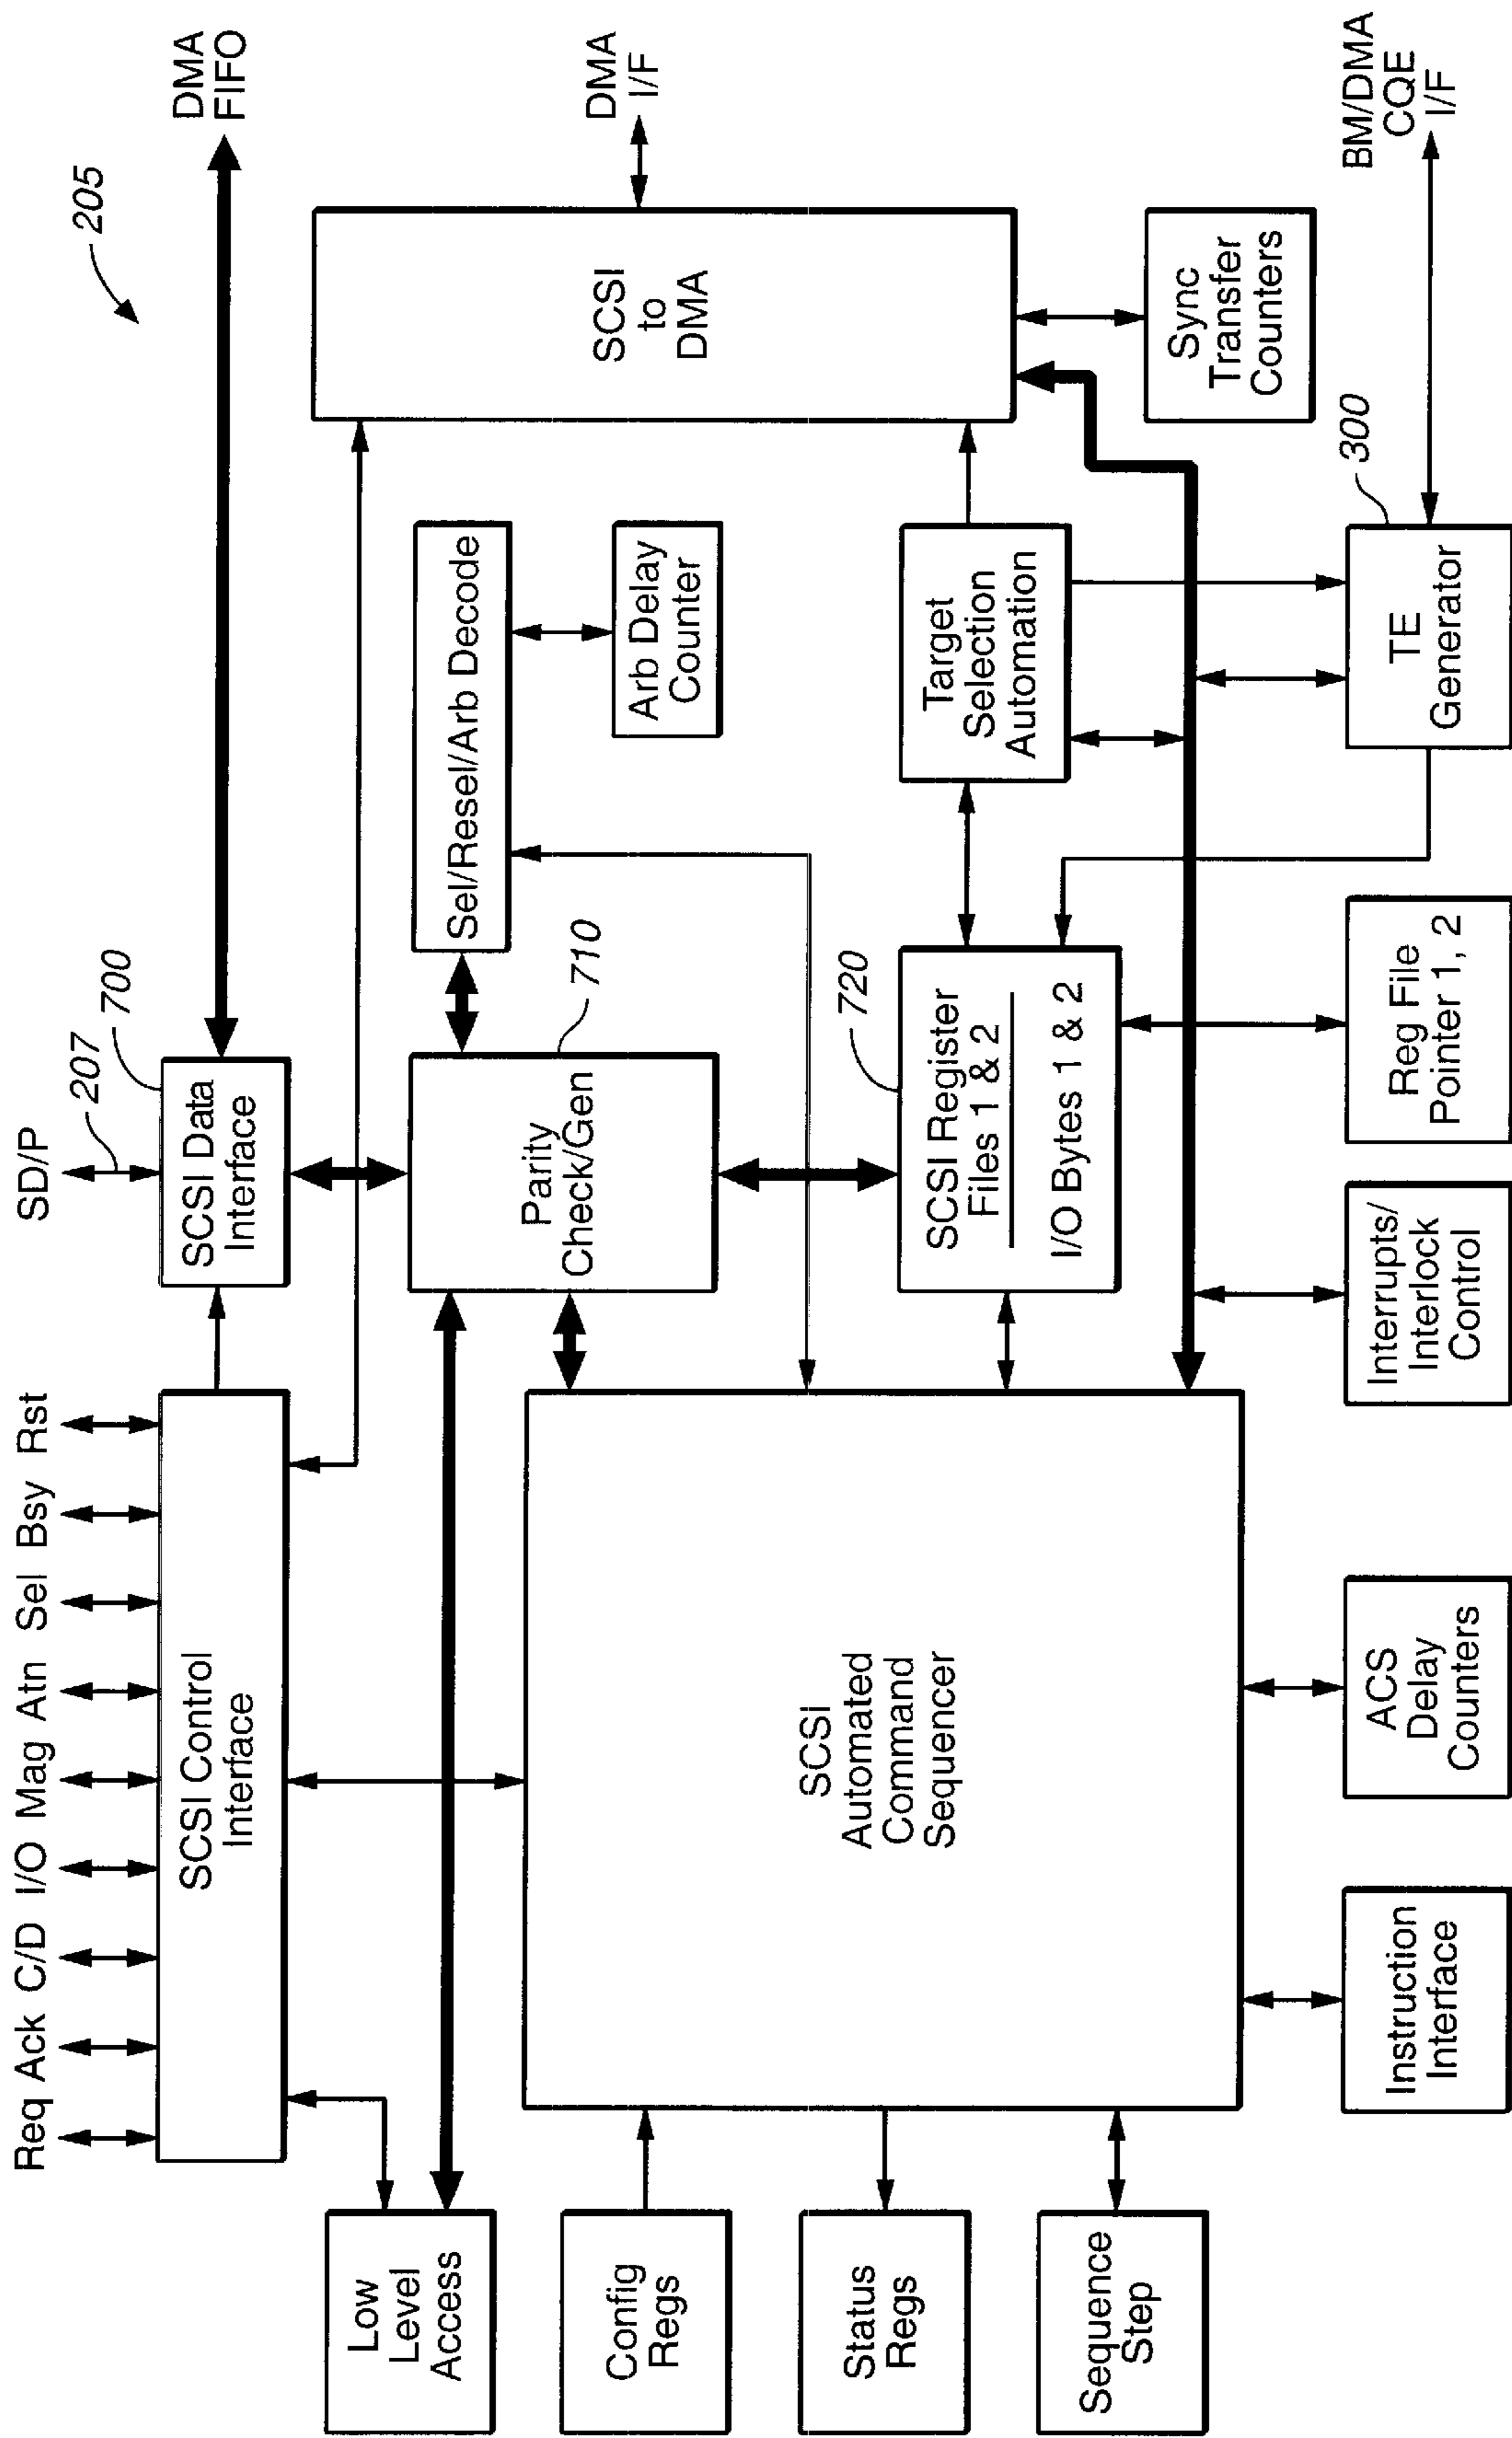 205
Req
Ack
C/D
I/O
Mag
Atn
Sel
Bsy
Rst
SD/P
207
700
DMA
FIFO
SCSI Control
Interface
SCSI Data
Interface
Low
Level
Access
Parity
Check/Gen
710
Sel/Resel/Arb Decode
Arb Delay
Counter
SCSI
to
DMA
DMA
I/F
Config
Regs
Status
Regs
Sequence
Step
SCSI
Automated
Command
Sequencer
720
SCSI Register
Files 1 & 2
I/O Bytes 1 & 2
Target
Selection
Automation
Sync
Transfer
Counters
Instruction
Interface
ACS
Delay
Counters
Interrupts/
Interlock
Control
Reg File
Pointer 1, 2
TE
Generator
300
BM/DMA
CQE
I/F